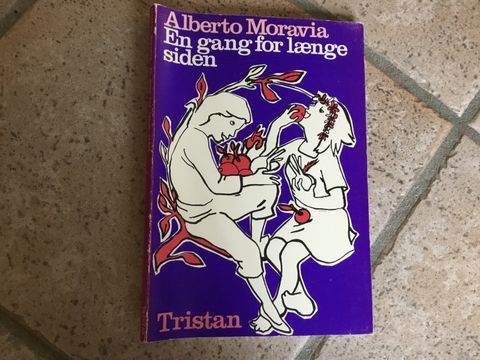 Alberto Moravia
En gang for længe
siden
Tristan